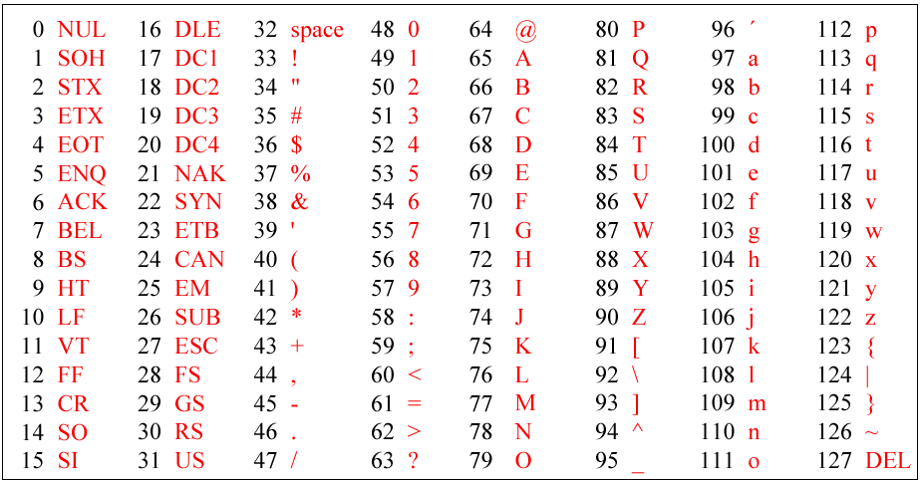 0 NUL 16 DLE 32 space 48 0 64 @ 80 P 96 ´ 112 p
1 SOH 17 DC1 33 ! 49 1 65 A 81 Q 97 a 113 q
2 STX 18 DC2 34 " 50 2 66 B 82 R 98 b 114 r
3 ETX 19 DC3 35 # 51 3 67 C 83 S 99 c 115 s
4 EOT 20 DC4 36 $ 52 4 68 D 84 T 100 d 116 t
5 ENQ 21 NAK 37 % 53 5 69 E 85 U 101 e 117 u
6 ACK 22 SYN 38 & 54 6 70 F 86 V 102 f 118 v
7 BEL 23 ETB 39 ' 55 7 71 G 87 W 103 g 119 w
8 BS 24 CAN 40 ( 56 8 72 H 88 X 104 h 120 x
9 HT 25 EM 41 ) 57 9 73 I 89 Y 105 i 121 y
10 LF 26 SUB 42 * 58 : 74 J 90 Z 106 j 122 z
11 VT 27 ESC 43 + 59 ; 75 K 91 [ 107 k 123 {
12 FF 28 FS 44 , 60 < 76 L 92 \ 108 l 124 |
13 CR 29 GS 45 - 61 = 77 M 93 ] 109 m 125 }
14 SO 30 RS 46 . 62 > 78 N 94 ^ 110 n 126 ~
15 SI 31 US 47 / 63 ? 79 O 95 _ 111 o 127 DEL